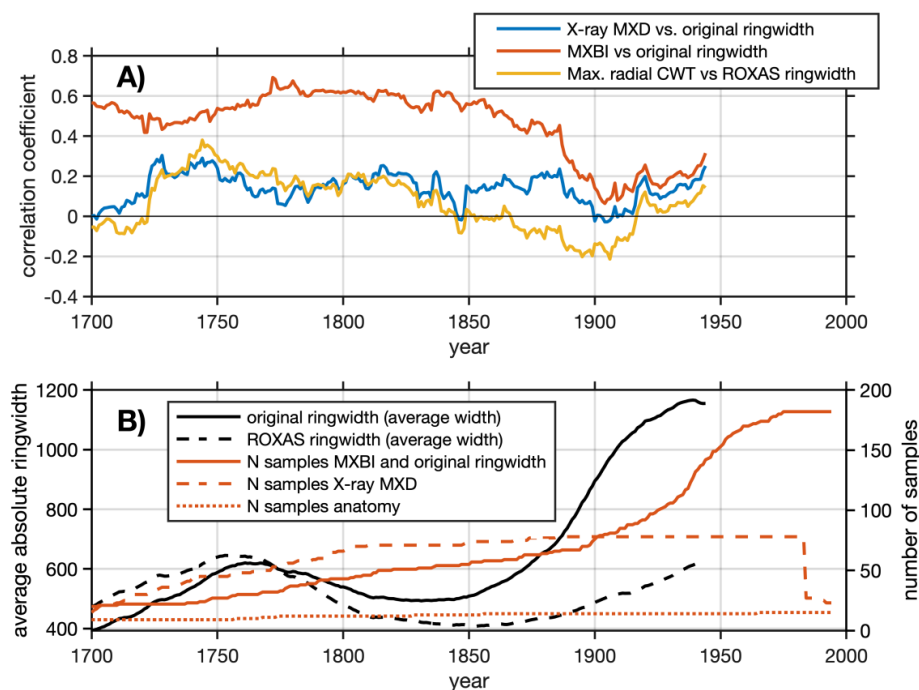 X-ray MXD vs. original ringwidth
MXBI vs original ringwidth
Max. radial CWT vs ROXAS ringwidth
A)
correlation coefficient
0.8
0.6
0.4
0.2
0
-0.2
-0.4
1700 1750 1800 1850 1900 1950 2000
year
B)
average absolute ringwidth
1200
1000
800
600
400
original ringwidth (average width)
ROXAS ringwidth (average width)
N samples MXBI and original ringwidth
N samples X-ray MXD
N samples anatomy
200
150
100
50
0
number of samples
1700 1750 1800 1850 1900 1950 2000
year